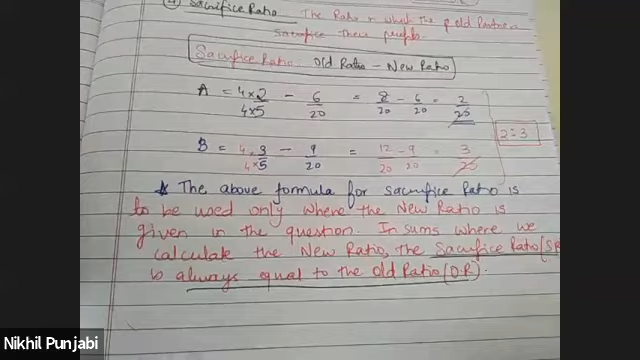 Sacrifice Ratio The Ratio in which the old Partners
sacrifice their profits.
Sacrifice Ratio = Old Ratio - New Ratio
A = 4×2/4×5 - 6/20 = 8/20 - 6/20 = 2/20
B = 4×3/4×5 - 9/20 = 12/20 - 9/20 = 3/20
2:3
* The above formula for sacrifice Ratio is
to be used only where the New Ratio is
given in the question. In sums where we
calculate the New Ratio, the Sacrifice Ratio (SR
is always equal to the old Ratio (O.R).
Nikhil Punjabi